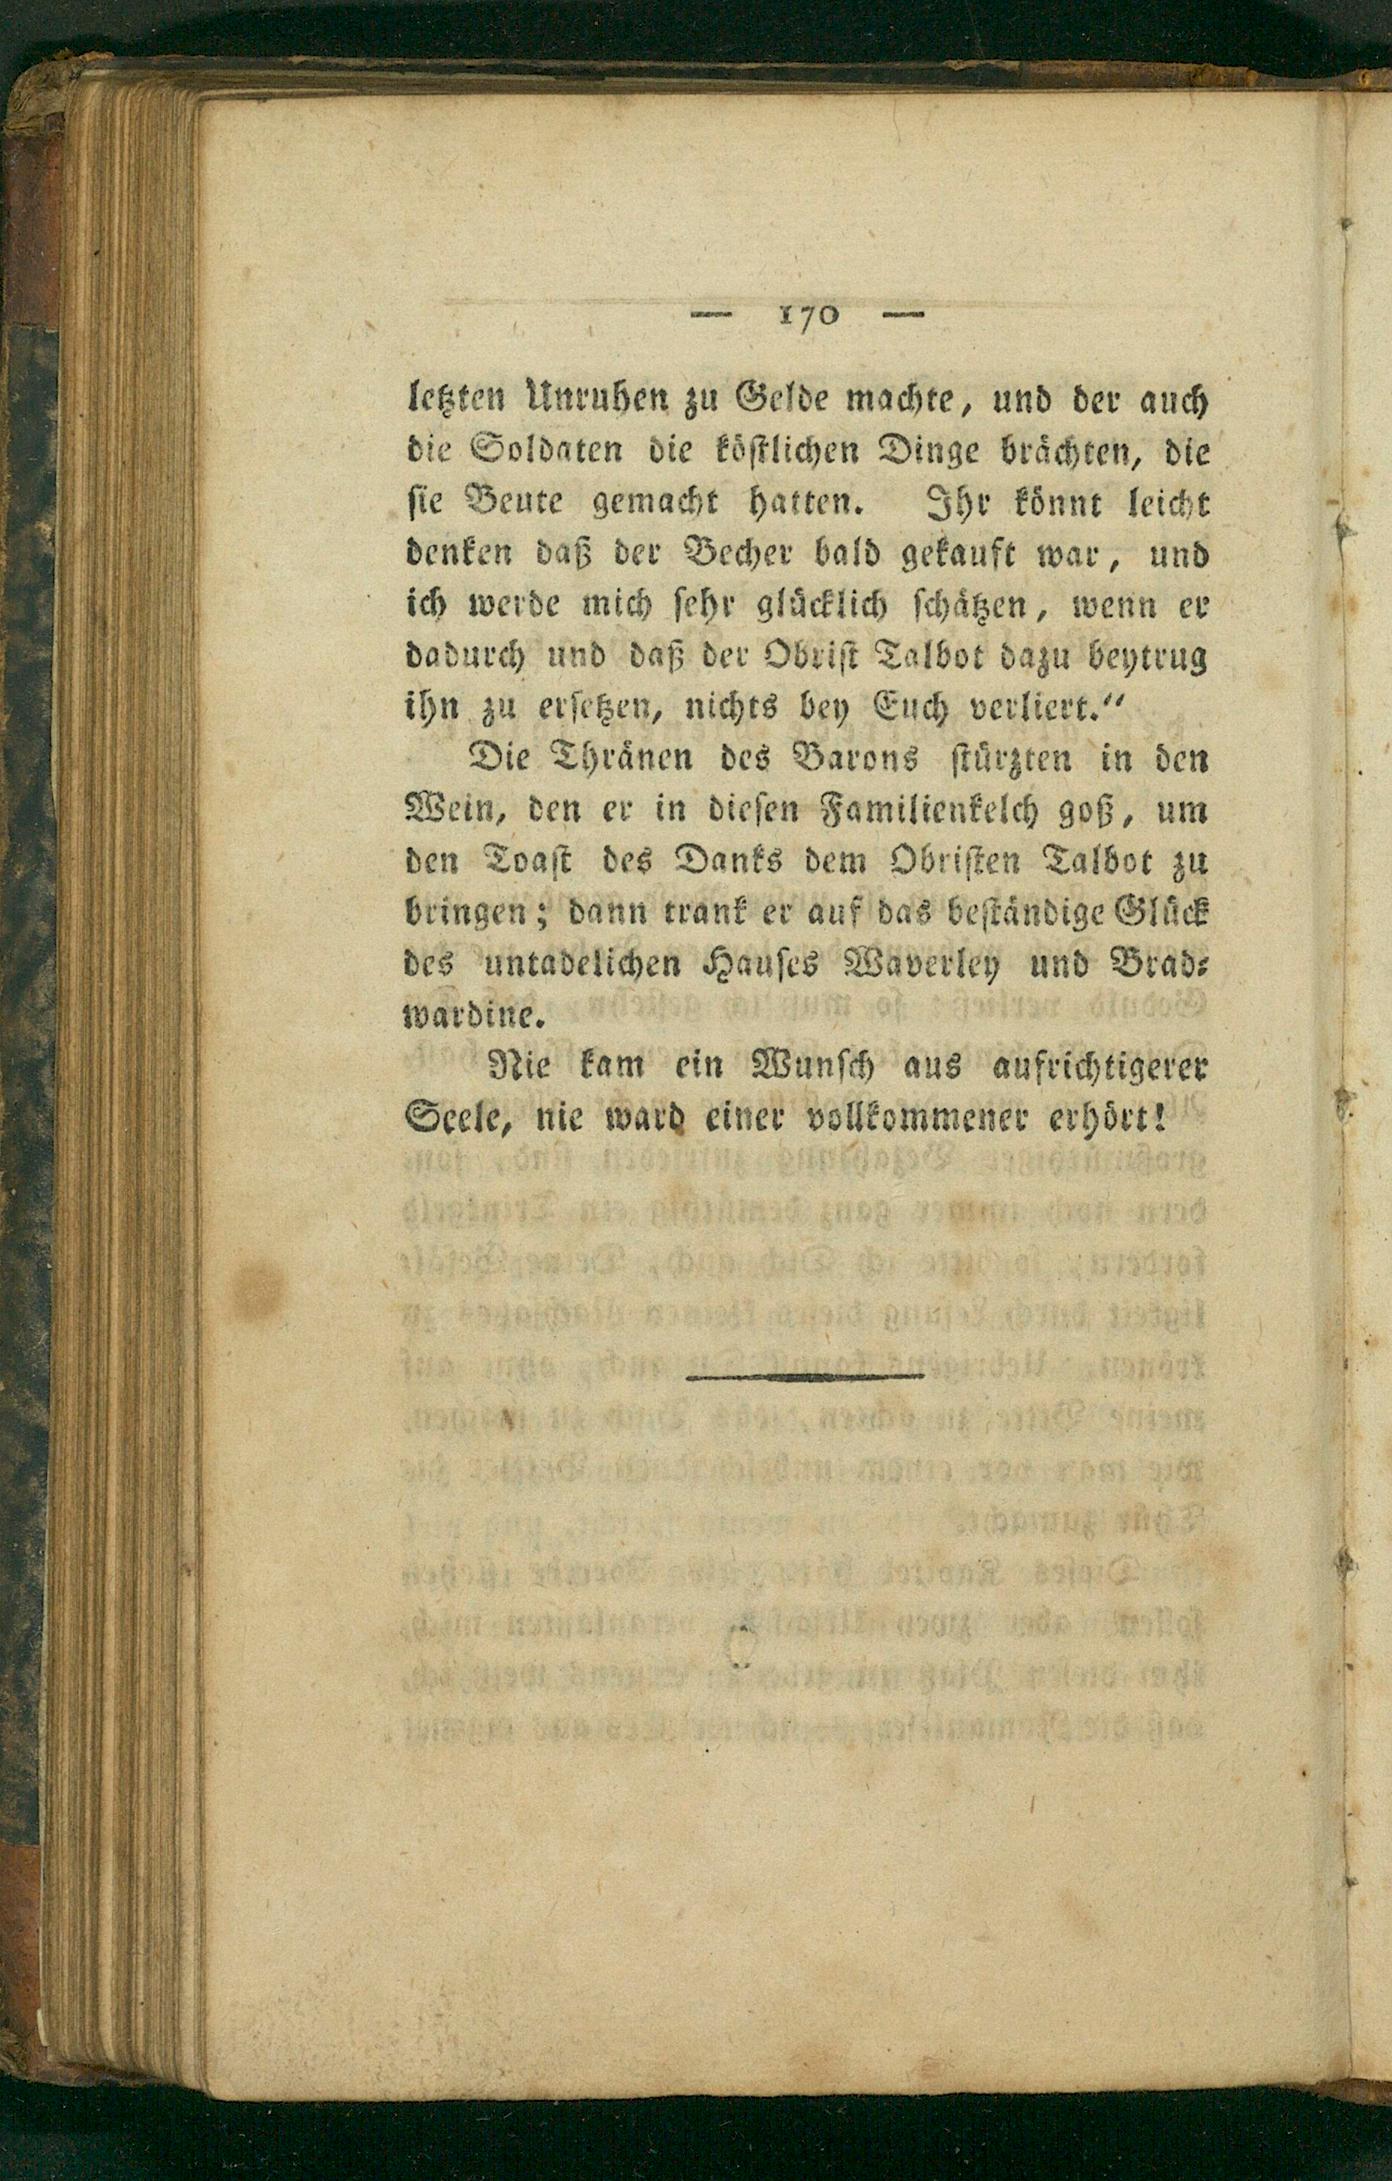 — 170 —
letzten Unruhen zu Gelde machte, und der auch
die Soldaten die köstlichen Dinge brächten, die
sie Beute gemacht hatten. Ihr könnt leicht
denken daß der Becher bald gekauft war, und
ich werde mich sehr glücklich schätzen, wenn er
dadurch und daß der Obrist Talbot dazu beytrug
ihn zu ersetzen, nichts bey Euch verliert.“
Die Thränen des Barons stürzten in den
Wein, den er in diesen Familienkelch goß, um
den Toast des Danks dem Obristen Talbot zu
bringen; dann trank er auf das beständige Glück
des untadelichen Hauses Waverley und Brad-
wardine.
Nie kam ein Wunsch aus aufrichtigerer
Seele, nie ward einer vollkommener erhört!